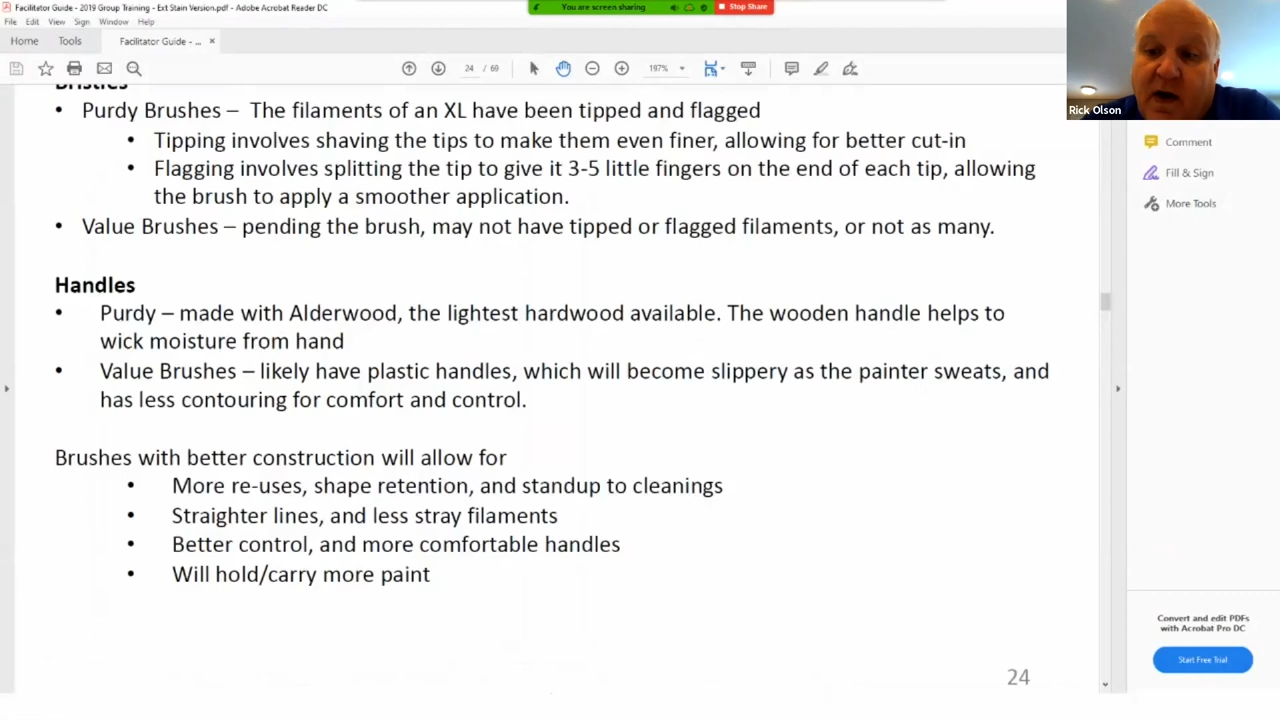 Facilitator Guide - 2019 Group Training - Ext Stain Version.pdf - Adobe Acrobat Reader DC
You are screen sharing
Stop Share
File Edit View Sign Window Help
Home Tools Facilitator Guide - ... ×
24 / 69
197%
Rick Olson
Comment
Fill & Sign
More Tools
Bristles
• Purdy Brushes – The filaments of an XL have been tipped and flagged
• Tipping involves shaving the tips to make them even finer, allowing for better cut-in
• Flagging involves splitting the tip to give it 3-5 little fingers on the end of each tip, allowing
the brush to apply a smoother application.
• Value Brushes – pending the brush, may not have tipped or flagged filaments, or not as many.
Handles
• Purdy – made with Alderwood, the lightest hardwood available. The wooden handle helps to
wick moisture from hand
• Value Brushes – likely have plastic handles, which will become slippery as the painter sweats, and
has less contouring for comfort and control.
Brushes with better construction will allow for
• More re-uses, shape retention, and standup to cleanings
• Straighter lines, and less stray filaments
• Better control, and more comfortable handles
• Will hold/carry more paint
24
Convert and edit PDFs
with Acrobat Pro DC
Start Free Trial